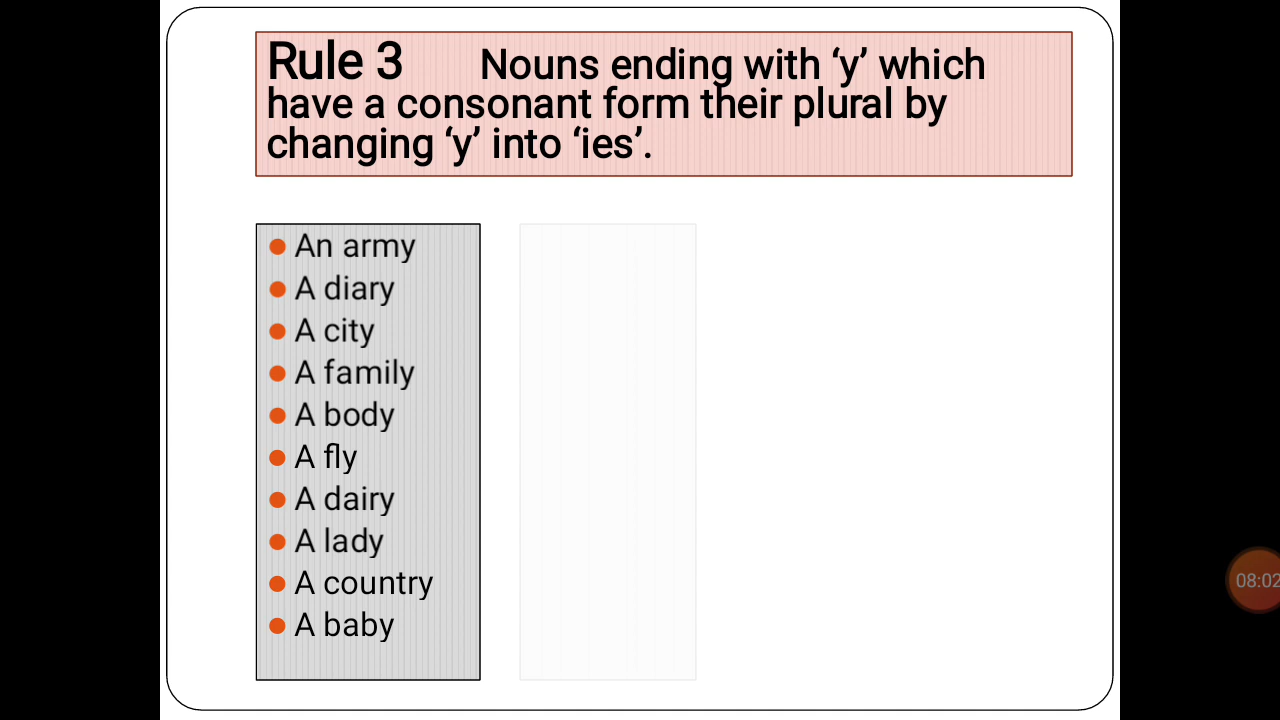 Rule 3 Nouns ending with ‘y’ which
have a consonant form their plural by
changing ‘y’ into ‘ies’.
An army
A diary
A city
A family
A body
A fly
A dairy
A lady
A country
A baby
08:02